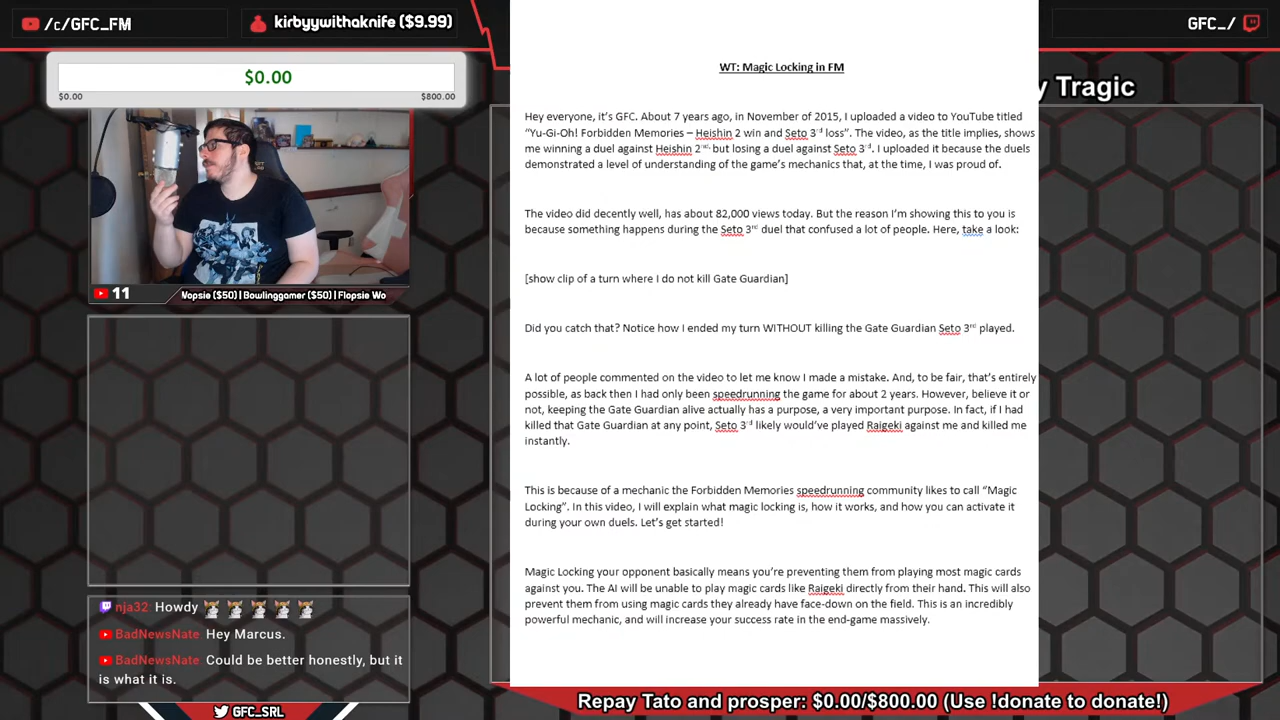 /c/GFC_FM
kirbyywithaknife ($9.99)
GFC_/
$0.00
$0.00
$800.00
y Tragic
11
Nopsie ($50) | Bowlinggamer ($50) | Flopsie Wo
WT: Magic Locking in FM
Hey everyone, it's GFC. About 7 years ago, in November of 2015, I uploaded a video to YouTube titled
"Yu-Gi-Oh! Forbidden Memories – Heishin 2 win and Seto 3rd loss". The video, as the title implies, shows
me winning a duel against Heishin 2nd, but losing a duel against Seto 3rd. I uploaded it because the duels
demonstrated a level of understanding of the game's mechanics that, at the time, I was proud of.
The video did decently well, has about 82,000 views today. But the reason I'm showing this to you is
because something happens during the Seto 3rd duel that confused a lot of people. Here, take a look:
[show clip of a turn where I do not kill Gate Guardian]
Did you catch that? Notice how I ended my turn WITHOUT killing the Gate Guardian Seto 3rd played.
A lot of people commented on the video to let me know I made a mistake. And, to be fair, that's entirely
possible, as back then I had only been speedrunning the game for about 2 years. However, believe it or
not, keeping the Gate Guardian alive actually has a purpose, a very important purpose. In fact, if I had
killed that Gate Guardian at any point, Seto 3rd likely would've played Raigeki against me and killed me
instantly.
This is because of a mechanic the Forbidden Memories speedrunning community likes to call "Magic
Locking". In this video, I will explain what magic locking is, how it works, and how you can activate it
during your own duels. Let's get started!
Magic Locking your opponent basically means you're preventing them from playing most magic cards
against you. The AI will be unable to play magic cards like Raigeki directly from their hand. This will also
prevent them from using magic cards they already have face-down on the field. This is an incredibly
powerful mechanic, and will increase your success rate in the end-game massively.
nja32: Howdy
BadNewsNate: Hey Marcus.
BadNewsNate: Could be better honestly, but it
is what it is.
GFC_SRL
Repay Tato and prosper: $0.00/$800.00 (Use !donate to donate!)